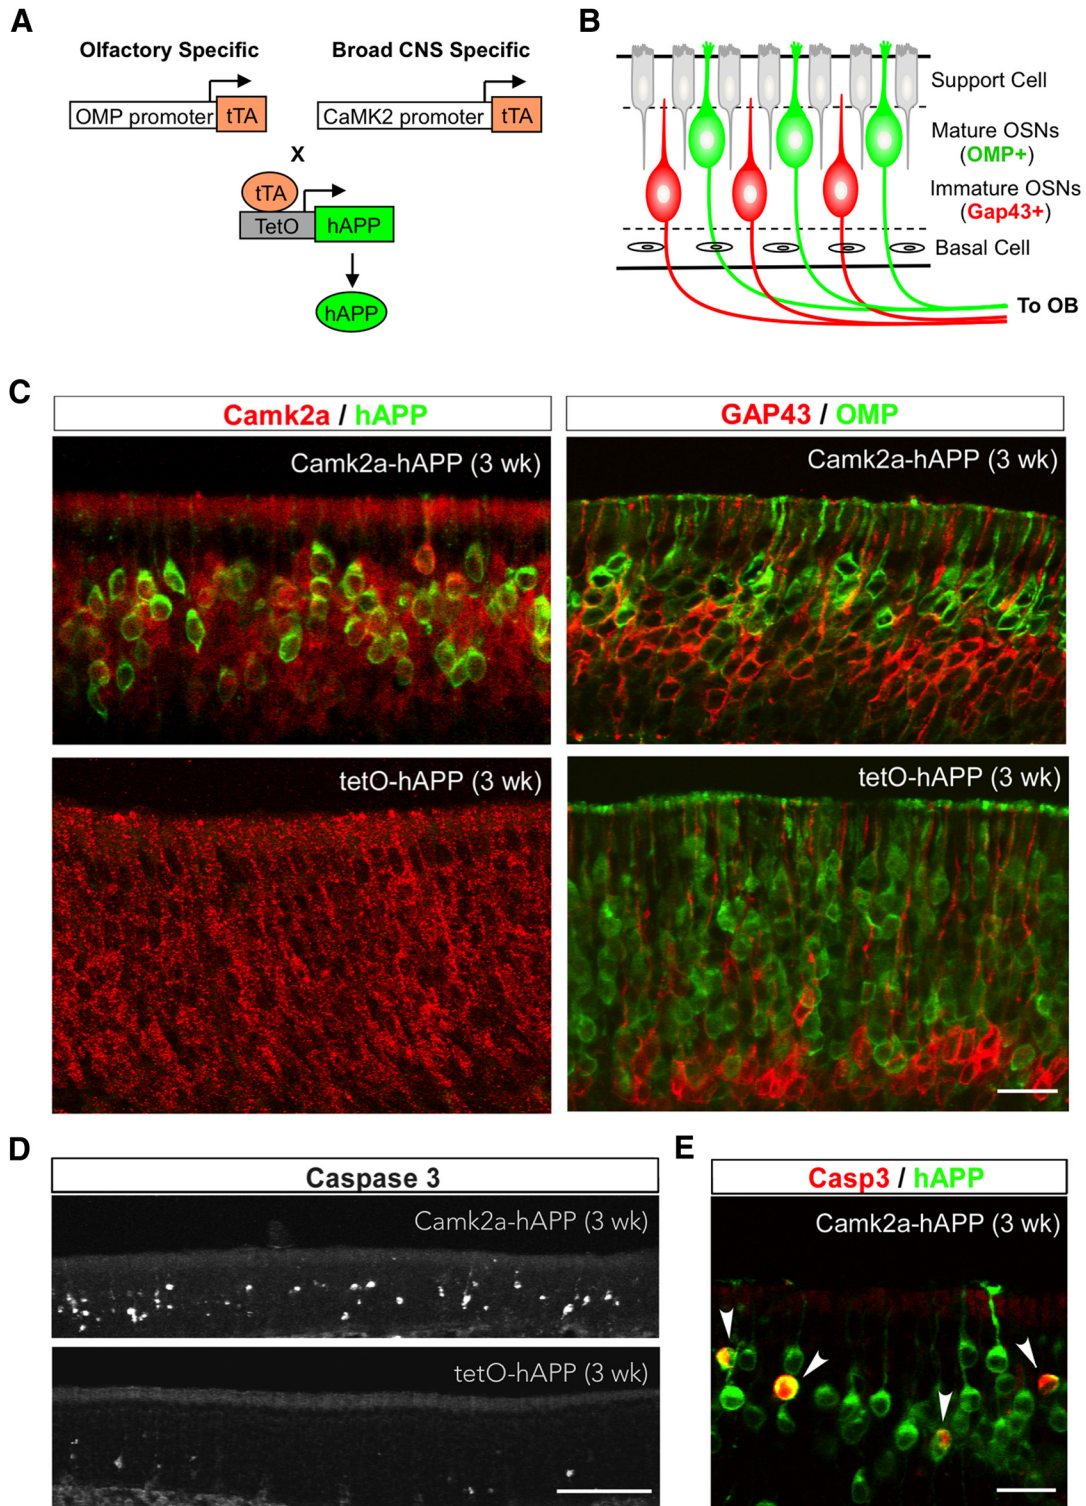 A
Olfactory Specific
Broad CNS Specific
OMP promoter tTA
CaMK2 promoter tTA
X
tTA
TetO hAPP
hAPP
B
Support Cell
Mature OSNs
(OMP+)
Immature OSNs
(Gap43+)
Basal Cell
To OB
C
Camk2a / hAPP
GAP43 / OMP
Camk2a-hAPP (3 wk)
Camk2a-hAPP (3 wk)
tetO-hAPP (3 wk)
tetO-hAPP (3 wk)
D
Caspase 3
Camk2a-hAPP (3 wk)
tetO-hAPP (3 wk)
E
Casp3 / hAPP
Camk2a-hAPP (3 wk)